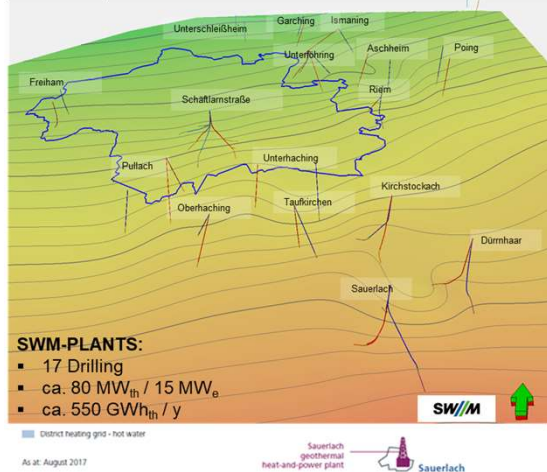 Garching
Ismaning
Unterschleißheim
Unterföhring
Aschheim
Poing
Freiham
Riem
Schäftlarnstraße
Pullach
Unterhaching
Kirchstockach
Oberhaching
Taufkirchen
Dürrnhaar
Sauerlach
SWM-PLANTS:
▪ 17 Drilling
▪ ca. 80 MWth / 15 MWe
▪ ca. 550 GWhth / y
SW//M
District heating grid - hot water
As at: August 2017
Sauerlach
geothermal
heat-and-power plant
Sauerlach